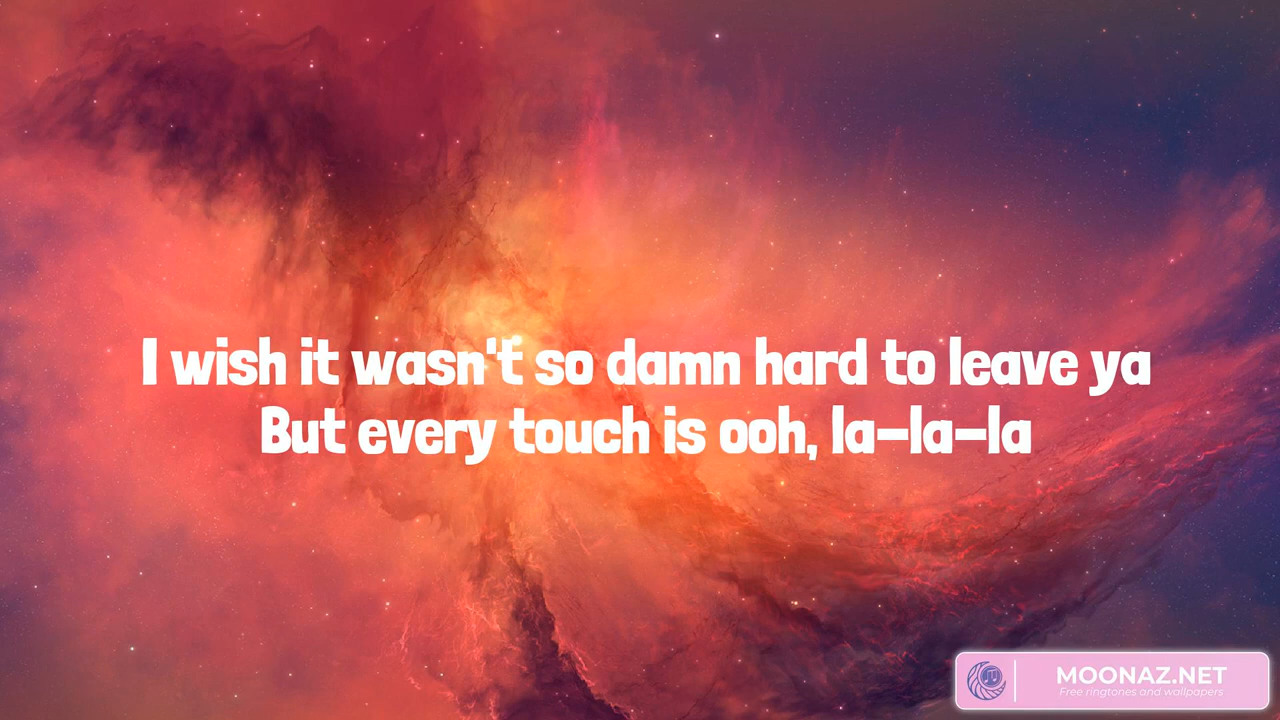 I wish it wasn't so damn hard to leave ya
But every touch is ooh, la-la-la
MOONAZ.NET
Free ringtones and wallpapers